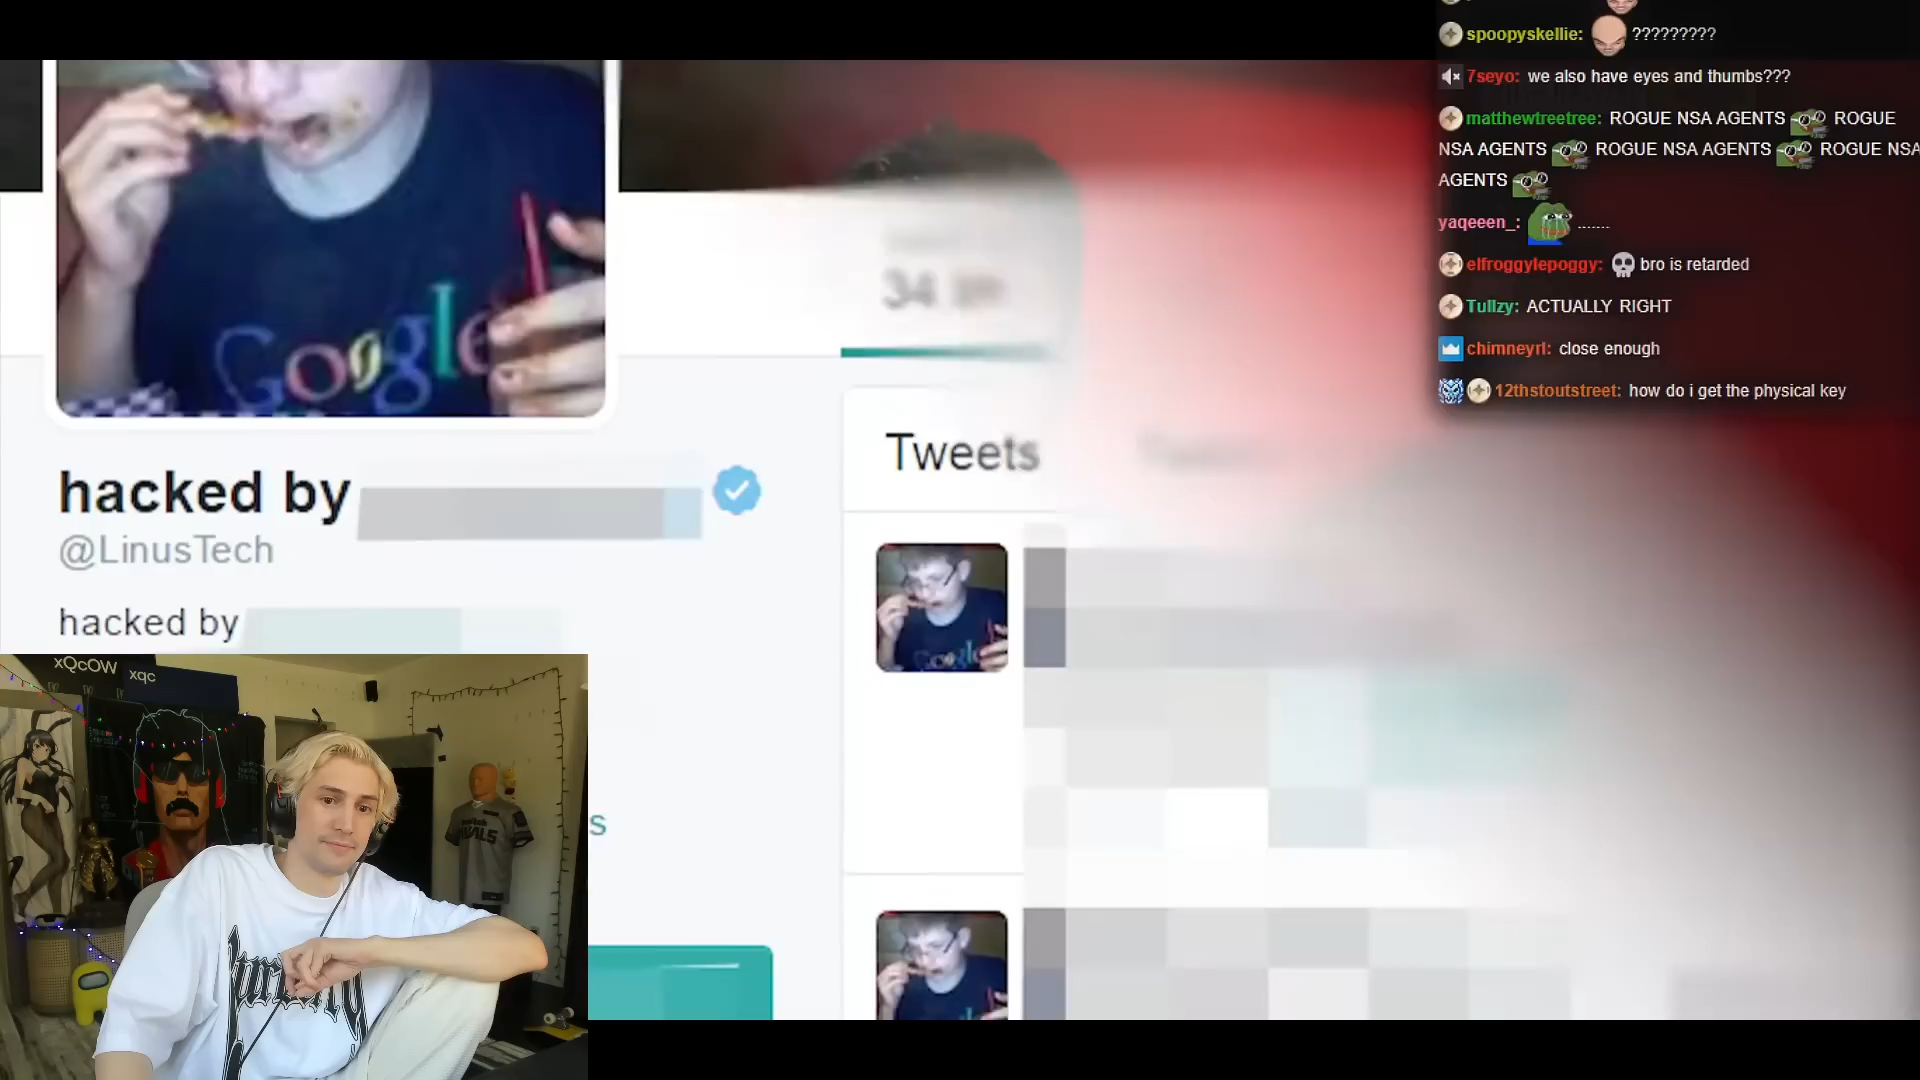 spoopyskellie: ?????????
7seyo: we also have eyes and thumbs???
matthewtreetree: ROGUE NSA AGENTS ROGUE
NSA AGENTS ROGUE NSA AGENTS ROGUE NSA
AGENTS
yaqeeen_: .......
elfroggylepoggy: bro is retarded
Tullzy: ACTUALLY RIGHT
chimneyrl: close enough
12thstoutstreet: how do i get the physical key
Google
34
Tweets
hacked by
@LinusTech
hacked by
xQcOW
xqc
s